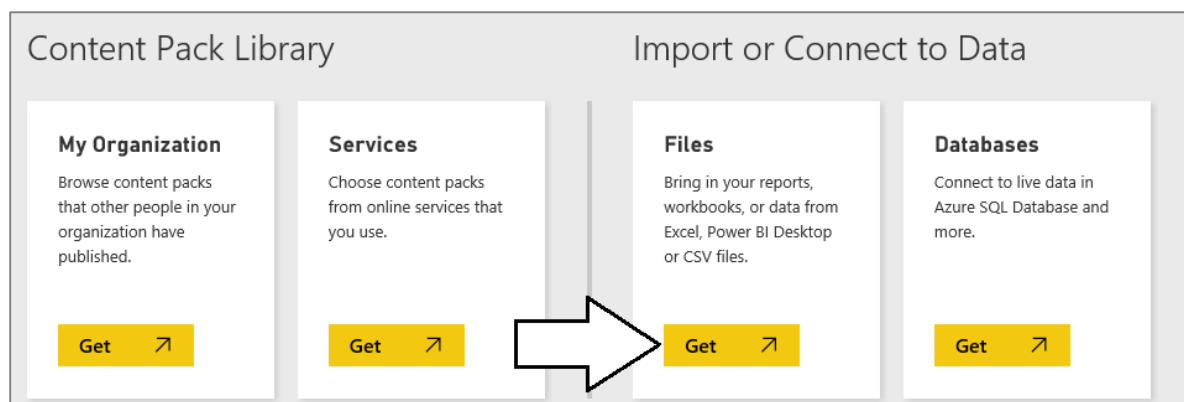 Content Pack Library
My Organization
Browse content packs
that other people in your
organization have
published.
Get
Services
Choose content packs
from online services that
you use.
Get
Import or Connect to Data
Files
Bring in your reports,
workbooks, or data from
Excel, Power BI Desktop
or CSV files.
Get
Databases
Connect to live data in
Azure SQL Database and
more.
Get